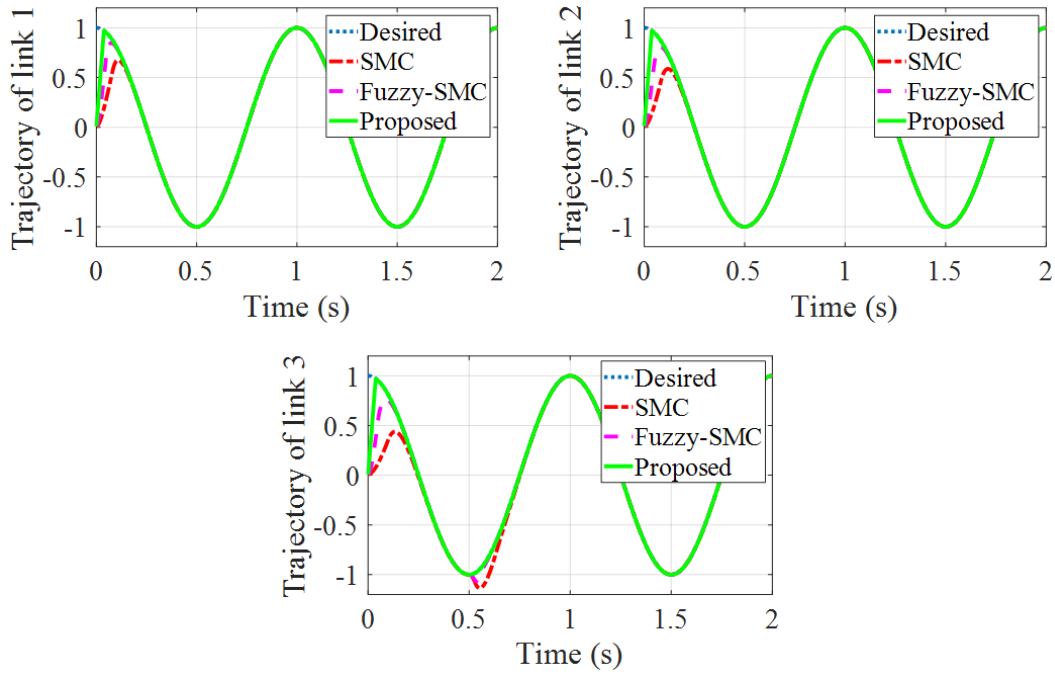 Trajectory of link 1
1
0.5
0
-0.5
-1
Desired
SMC
Fuzzy-SMC
Proposed
0 0.5 1 1.5 2
Time (s)
Trajectory of link 2
1
0.5
0
-0.5
-1
Desired
SMC
Fuzzy-SMC
Proposed
0 0.5 1 1.5 2
Time (s)
Trajectory of link 3
1
0.5
0
-0.5
-1
Desired
SMC
Fuzzy-SMC
Proposed
0 0.5 1 1.5 2
Time (s)